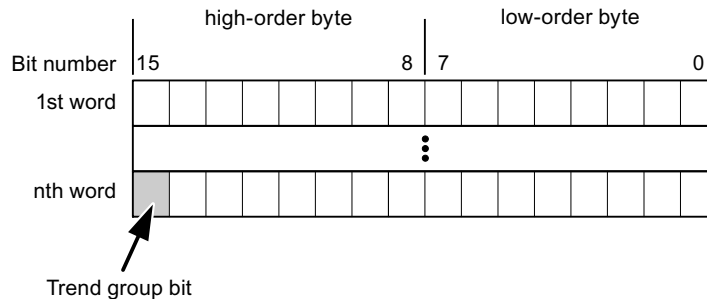 high-order byte low-order byte
Bit number 15 8 7 0
1st word
nth word
Trend group bit